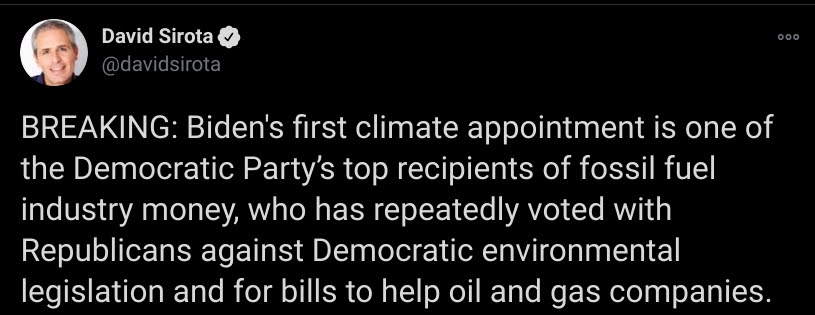 David Sirota
@davidsirota
BREAKING: Biden's first climate appointment is one of
the Democratic Party’s top recipients of fossil fuel
industry money, who has repeatedly voted with
Republicans against Democratic environmental
legislation and for bills to help oil and gas companies.